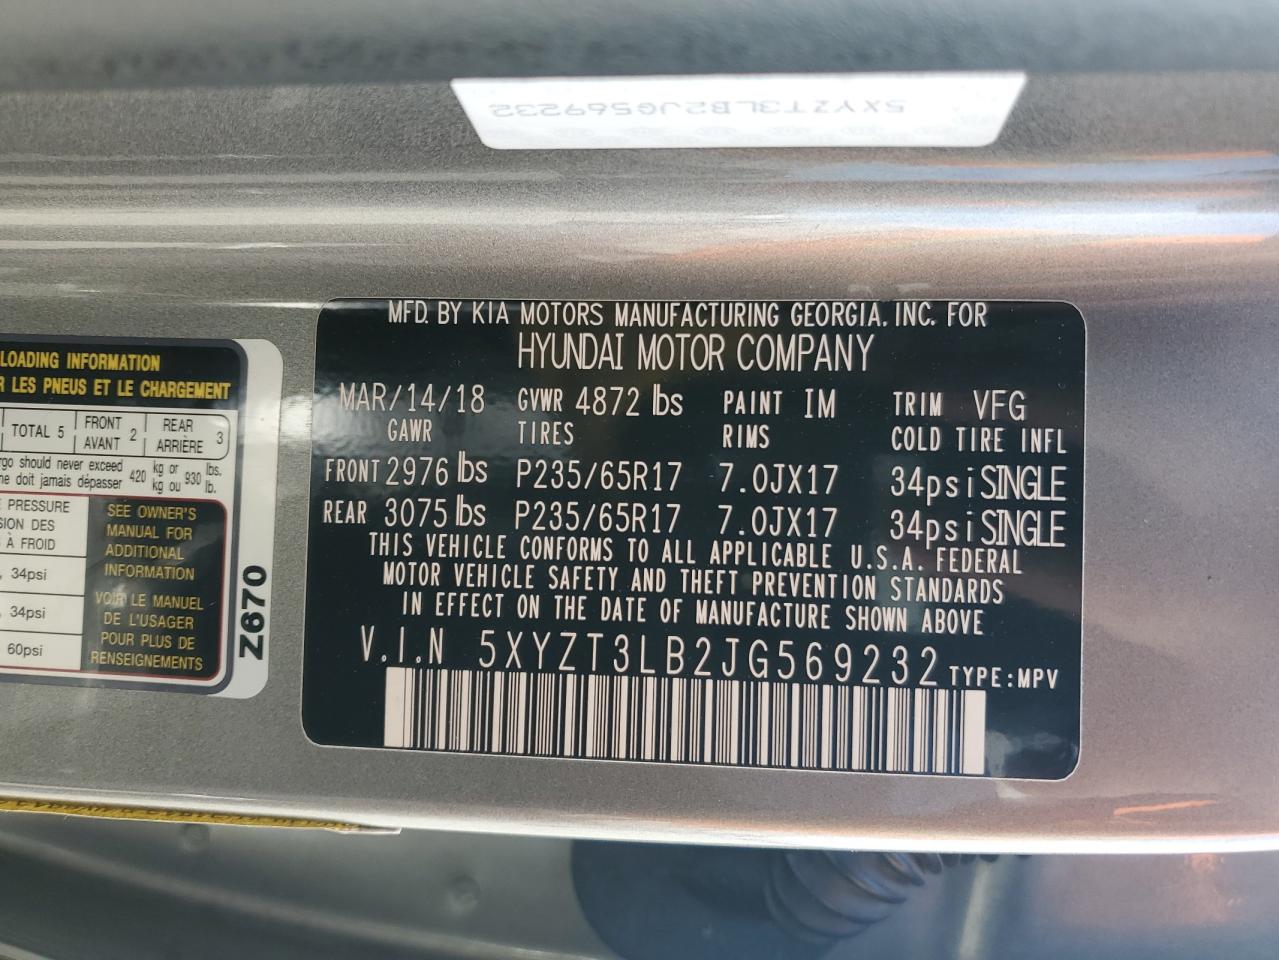 5XYZT3LB2JG569232
MFD. BY KIA MOTORS MANUFACTURING GEORGIA. INC. FOR
HYUNDAI MOTOR COMPANY
MAR/14/18 GVWR 4872 lbs PAINT IM TRIM VFG
GAWR TIRES RIMS COLD TIRE INFL
FRONT 2976 lbs P235/65R17 7.0JX17 34psi SINGLE
REAR 3075 lbs P235/65R17 7.0JX17 34psi SINGLE
THIS VEHICLE CONFORMS TO ALL APPLICABLE U.S.A. FEDERAL
MOTOR VEHICLE SAFETY AND THEFT PREVENTION STANDARDS
IN EFFECT ON THE DATE OF MANUFACTURE SHOWN ABOVE
V.I.N 5XYZT3LB2JG569232 TYPE:MPV
LOADING INFORMATION
LES PNEUS ET LE CHARGEMENT
TOTAL 5 FRONT AVANT 2 REAR ARRIÈRE 3
should never exceed 420 kg or 930 lbs.
doit jamais dépasser kg ou lb.
PRESSURE
DES
À FROID
34psi
34psi
60psi
SEE OWNER'S
MANUAL FOR
ADDITIONAL
INFORMATION
VOIR LE MANUEL
DE L'USAGER
POUR PLUS DE
RENSEIGNEMENTS
Z670